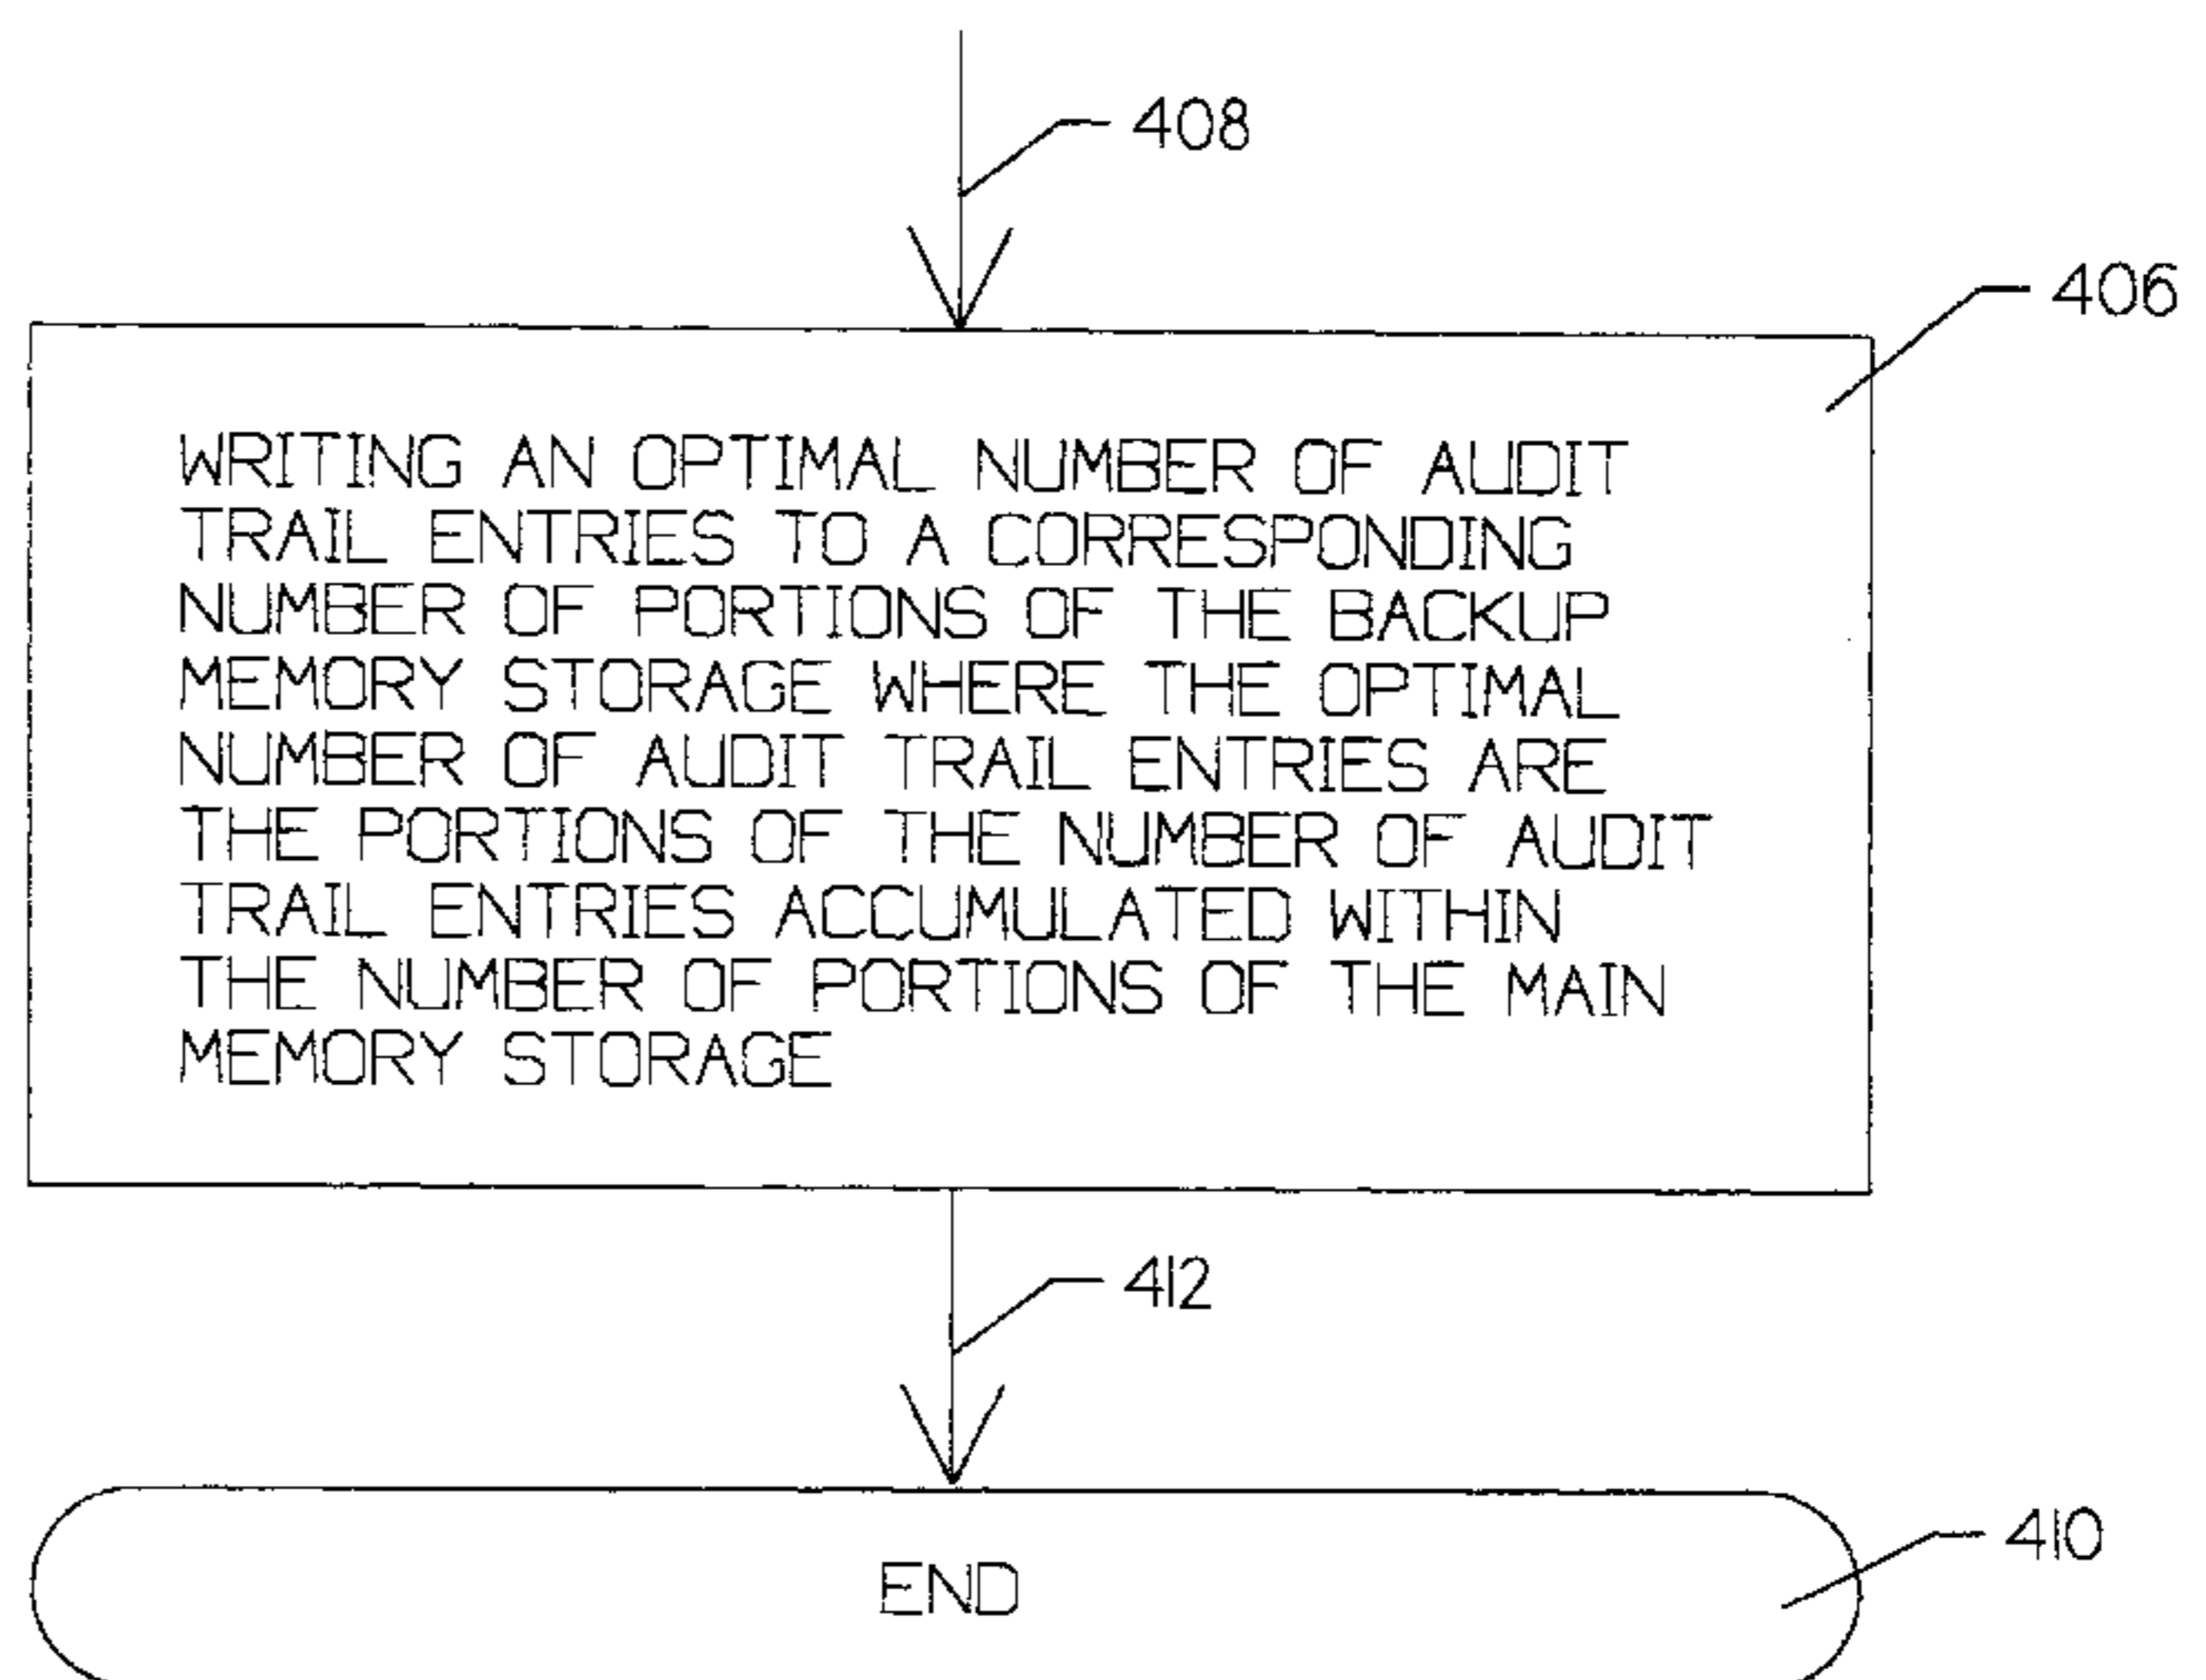 408
406
WRITING AN OPTIMAL NUMBER OF AUDIT
TRAIL ENTRIES TO A CORRESPONDING
NUMBER OF PORTIONS OF THE BACKUP
MEMORY STORAGE WHERE THE OPTIMAL
NUMBER OF AUDIT TRAIL ENTRIES ARE
THE PORTIONS OF THE NUMBER OF AUDIT
TRAIL ENTRIES ACCUMULATED WITHIN
THE NUMBER OF PORTIONS OF THE MAIN
MEMORY STORAGE
412
410
END